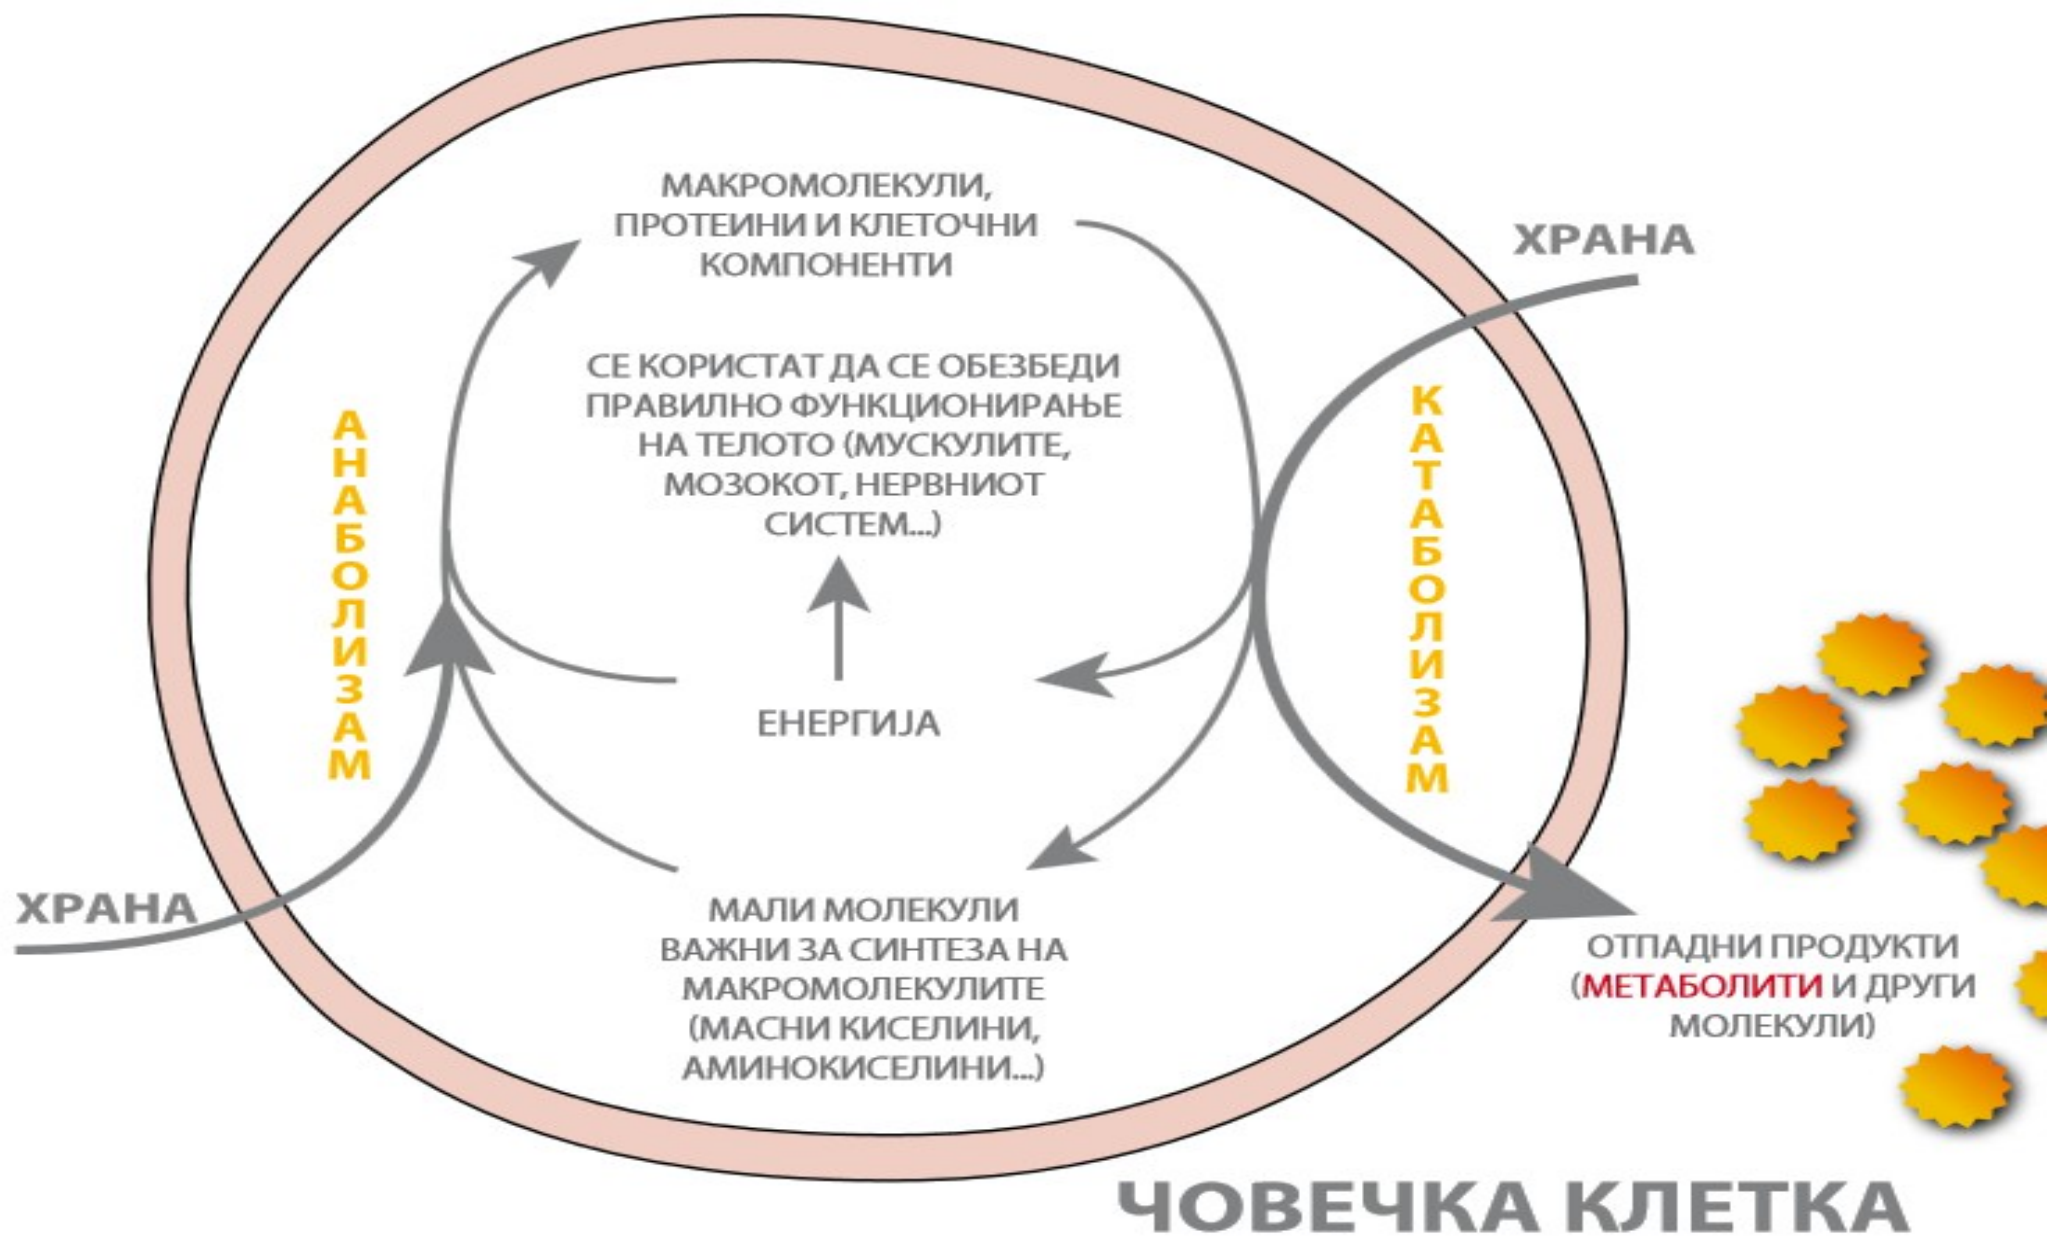 МАКРОМОЛЕКУЛИ,
ПРОТЕИНИ И КЛЕТОЧНИ
КОМПОНЕНТИ
ХРАНА
СЕ КОРИСТАТ ДА СЕ ОБЕЗБЕДИ
ПРАВИЛНО ФУНКЦИОНИРАЊЕ
НА ТЕЛОТО (МУСКУЛИТЕ,
МОЗОКОТ, НЕРВНИОТ
СИСТЕМ...)
АНАБОЛИЗАМ
КАТАБОЛИЗАМ
ЕНЕРГИЈА
ХРАНА
МАЛИ МОЛЕКУЛИ
ВАЖНИ ЗА СИНТЕЗА НА
МАКРОМОЛЕКУЛИТЕ
(МАСНИ КИСЕЛИНИ,
АМИНОКИСЕЛИНИ...)
ОТПАДНИ ПРОДУКТИ
(МЕТАБОЛИТИ И ДРУГИ
МОЛЕКУЛИ)
ЧОВЕЧКА КЛЕТКА